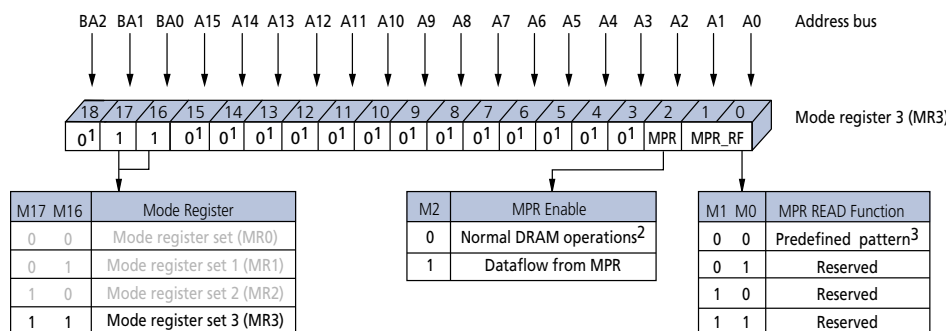 BA2 BA1 BA0 A15 A14 A13 A12 A11 A10 A9 A8 A7 A6 A5 A4 A3 A2 A1 A0 Address bus
18 17 16 15 14 13 12 11 10 9 8 7 6 5 4 3 2 1 0
Mode register 3 (MR3)
0¹ 1 1 0¹ 0¹ 0¹ 0¹ 0¹ 0¹ 0¹ 0¹ 0¹ 0¹ 0¹ 0¹ 0¹ MPR MPR_RF
M17 M16 Mode Register
0 0 Mode register set (MR0)
0 1 Mode register set 1 (MR1)
1 0 Mode register set 2 (MR2)
1 1 Mode register set 3 (MR3)
M2 MPR Enable
0 Normal DRAM operations²
1 Dataflow from MPR
M1 M0 MPR READ Function
0 0 Predefined pattern³
0 1 Reserved
1 0 Reserved
1 1 Reserved